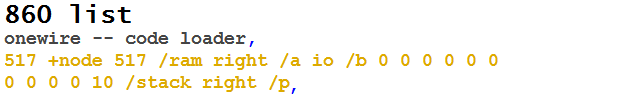 860 list
onewire -- code loader,
517 +node 517 /ram right /a io /b 0 0 0 0 0 0
0 0 0 0 10 /stack right /p,